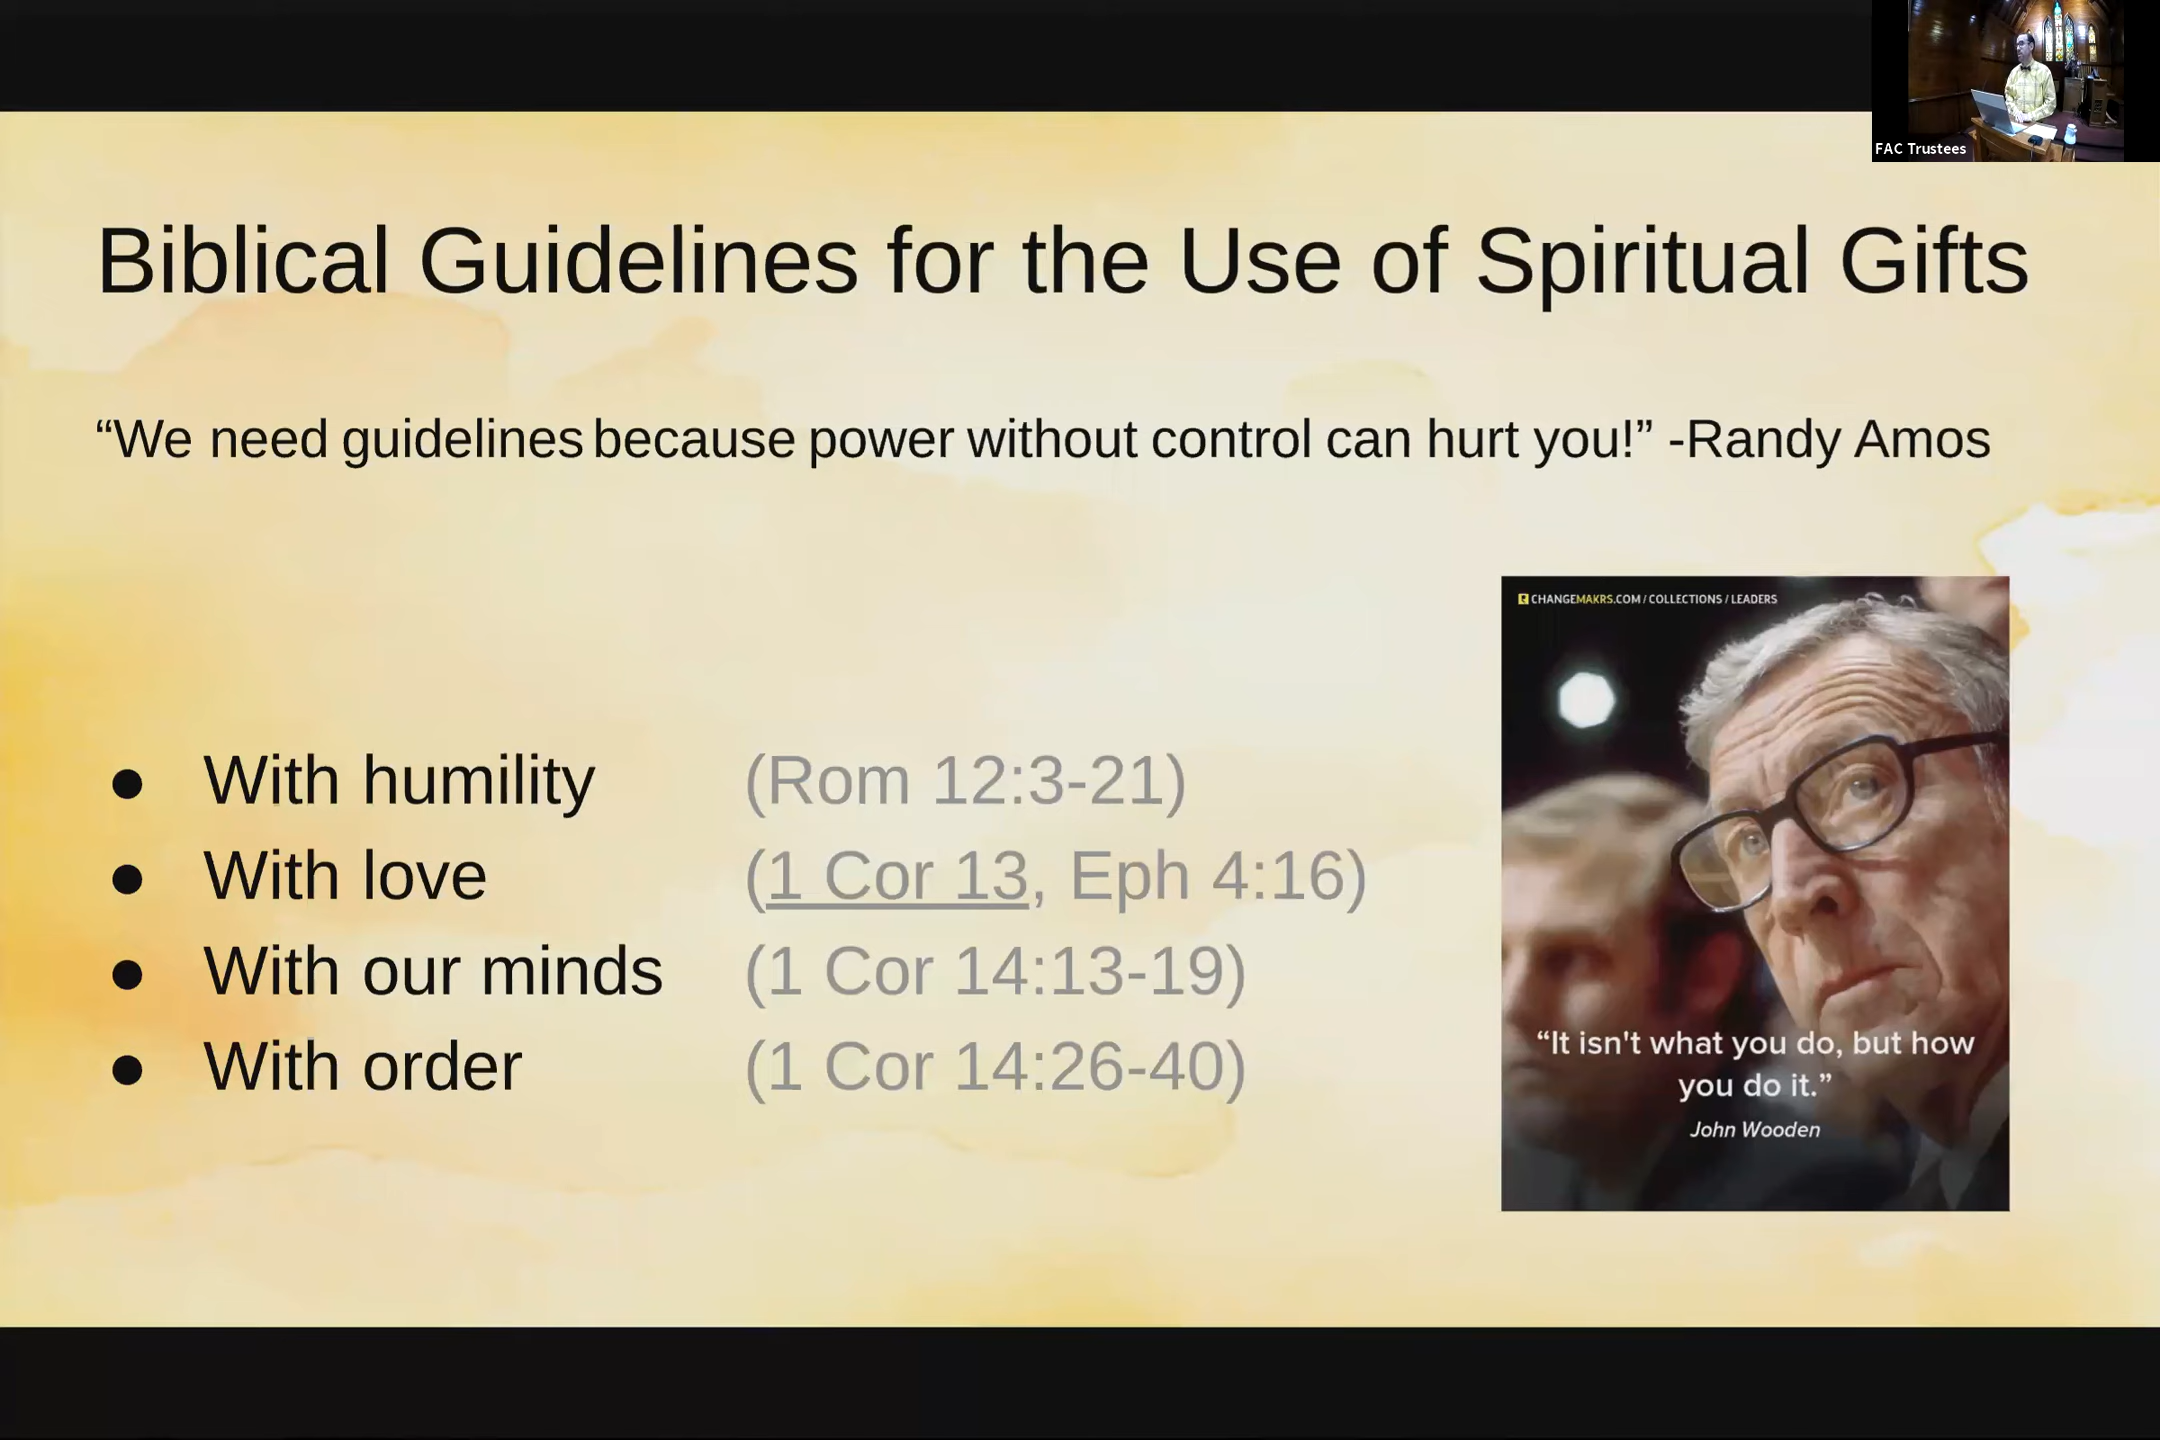 FAC Trustees
Biblical Guidelines for the Use of Spiritual Gifts
“We need guidelines because power without control can hurt you!” -Randy Amos
● With humility (Rom 12:3-21)
● With love (1 Cor 13, Eph 4:16)
● With our minds (1 Cor 14:13-19)
● With order (1 Cor 14:26-40)
CHANGEMAKRS.COM / COLLECTIONS / LEADERS
“It isn't what you do, but how
you do it.”
John Wooden